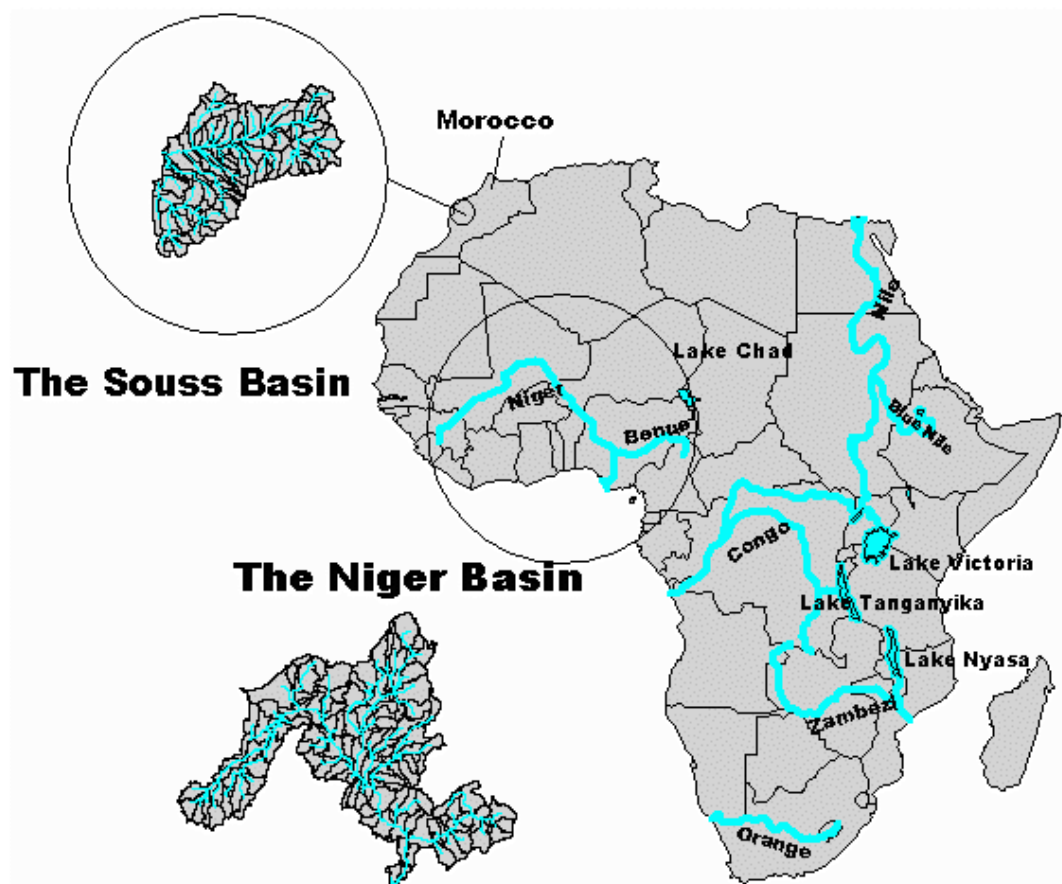 Morocco
The Souss Basin
Nile
Lake Chad
Niger
Benue
Blue Nile
Congo
The Niger Basin
Lake Victoria
Lake Tanganyika
Lake Nyasa
Zambezi
Orange